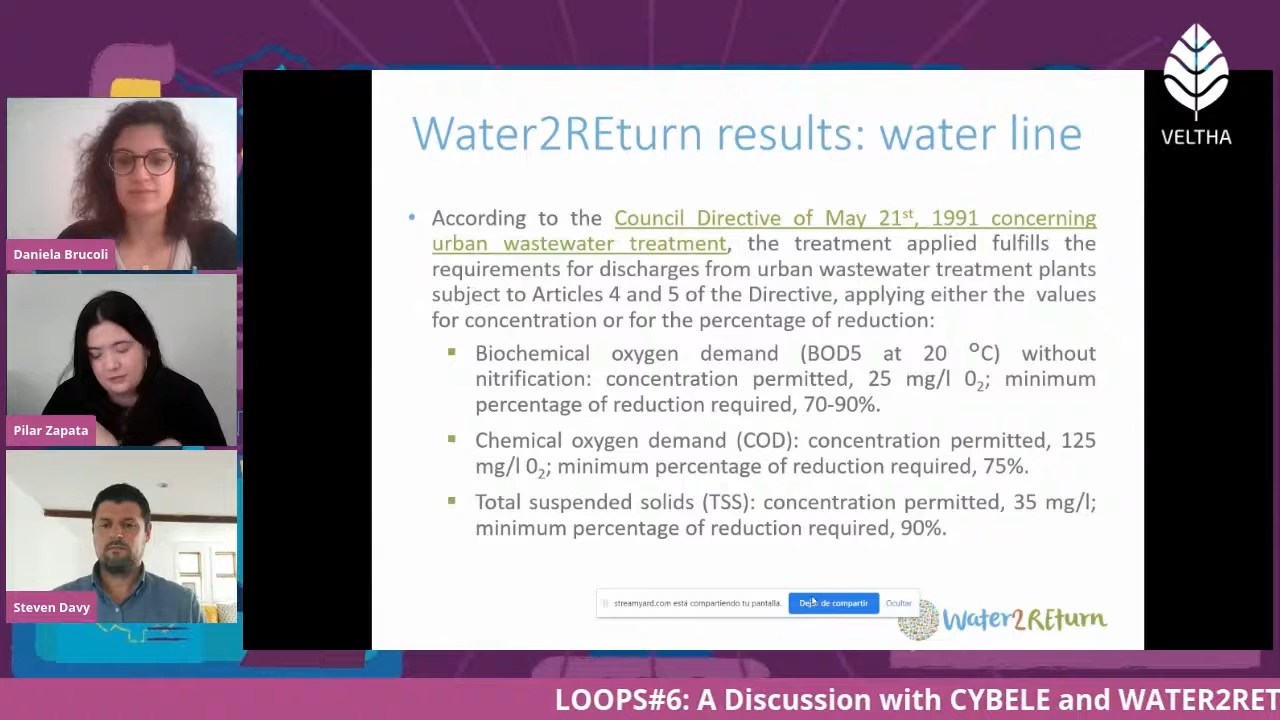 VELTHA
Daniela Brucoli
Pilar Zapata
Steven Davy
Water2REturn results: water line
• According to the Council Directive of May 21st, 1991 concerning
urban wastewater treatment, the treatment applied fulfills the
requirements for discharges from urban wastewater treatment plants
subject to Articles 4 and 5 of the Directive, applying either the values
for concentration or for the percentage of reduction:
▪ Biochemical oxygen demand (BOD5 at 20 °C) without
nitrification: concentration permitted, 25 mg/l 0₂; minimum
percentage of reduction required, 70-90%.
▪ Chemical oxygen demand (COD): concentration permitted, 125
mg/l 0₂; minimum percentage of reduction required, 75%.
▪ Total suspended solids (TSS): concentration permitted, 35 mg/l;
minimum percentage of reduction required, 90%.
streamyard.com está compartiendo tu pantalla. Dejar de compartir Ocultar
Water2REturn
LOOPS#6: A Discussion with CYBELE and WATER2RET